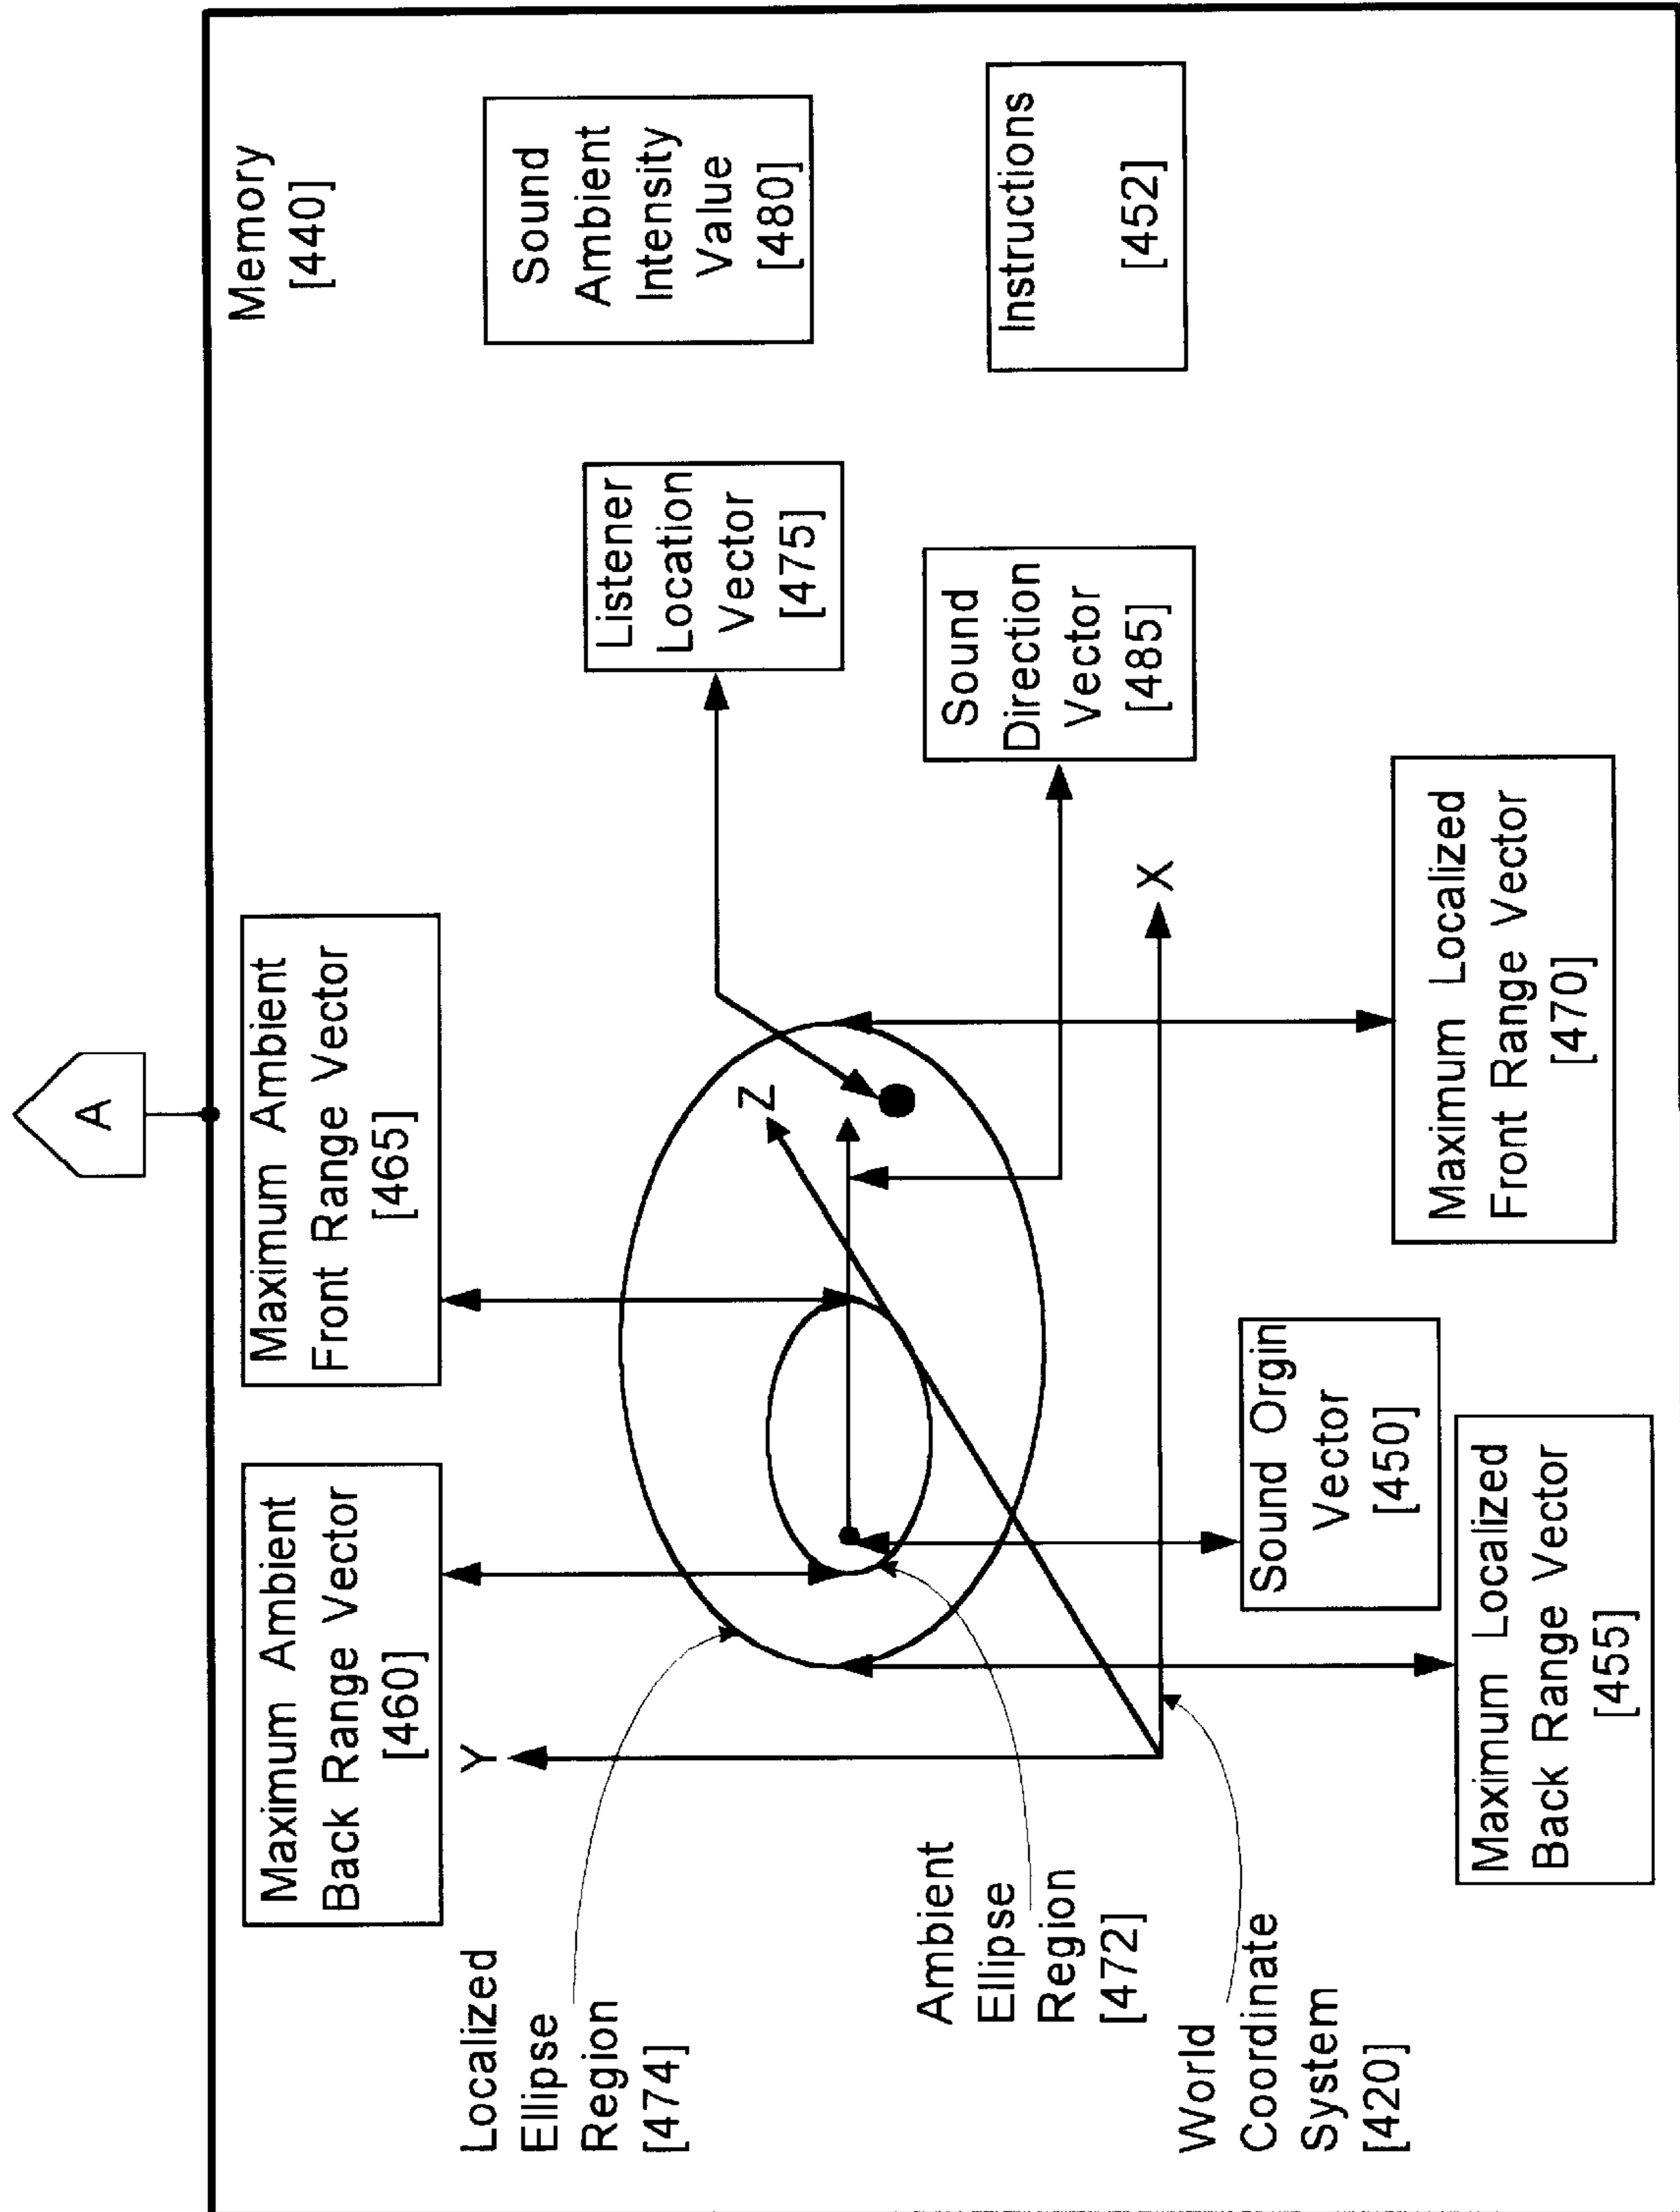 A
Memory
[440]
Maximum Ambient
Back Range Vector
[460]
Maximum Ambient
Front Range Vector
[465]
Sound
Ambient
Intensity
Value
[480]
Localized
Ellipse
Region
[474]
Y
Z
Listener
Location
Vector
[475]
Ambient
Ellipse
Region
[472]
Sound
Direction
Vector
[485]
Instructions
[452]
X
World
Coordinate
System
[420]
Sound Orgin
Vector
[450]
Maximum Localized
Back Range Vector
[455]
Maximum Localized
Front Range Vector
[470]